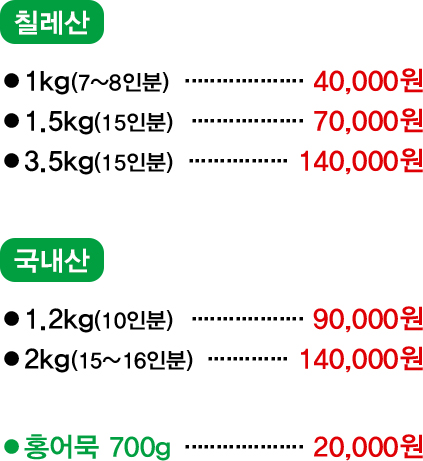 칠레산
●1kg(7~8인분) ………………… 40,000원
●1.5kg(15인분) ………………… 70,000원
●3.5kg(15인분) ……………… 140,000원
국내산
●1.2kg(10인분) ………………… 90,000원
●2kg(15~16인분) …………… 140,000원
●홍어묵 700g ………………… 20,000원